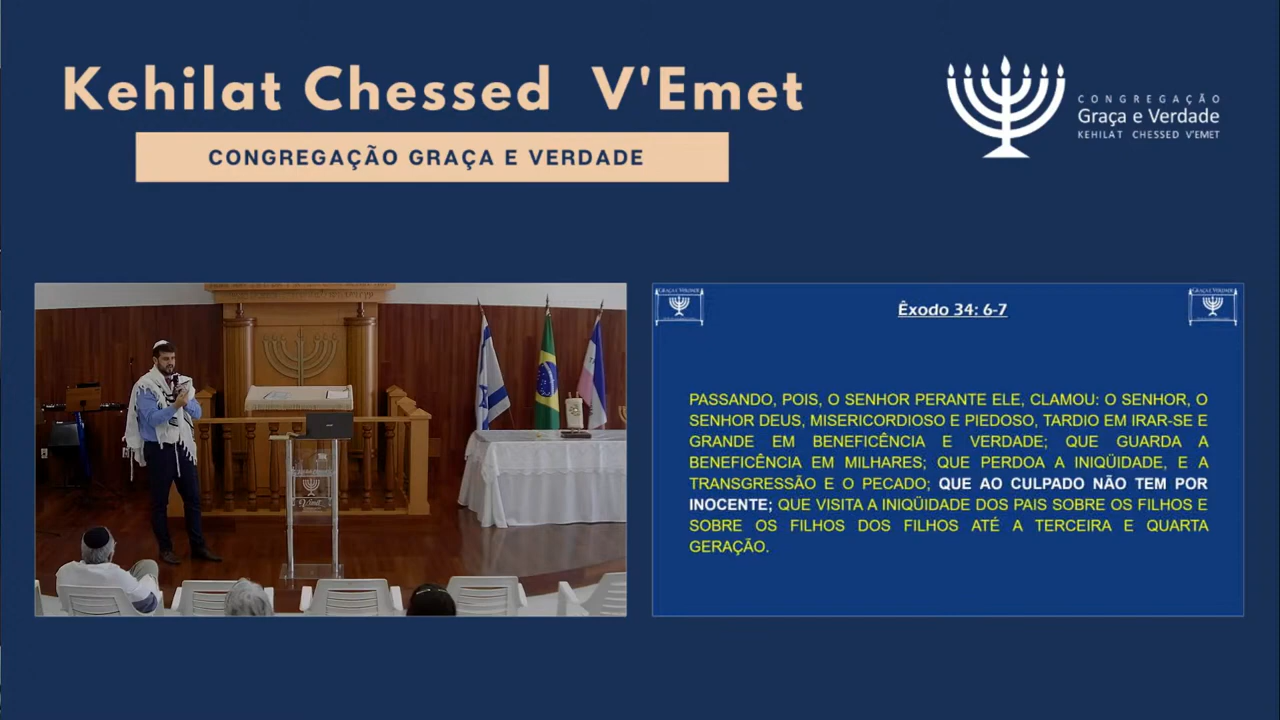 Kehilat Chessed V'Emet
CONGREGAÇÃO GRAÇA E VERDADE
CONGREGAÇÃO
Graça e Verdade
KEHILAT CHESSED V'EMET
GRAÇA E VERDADE
Êxodo 34: 6-7
PASSANDO, POIS, O SENHOR PERANTE ELE, CLAMOU: O SENHOR, O
SENHOR DEUS, MISERICORDIOSO E PIEDOSO, TARDIO EM IRAR-SE E
GRANDE EM BENEFICÊNCIA E VERDADE; QUE GUARDA A
BENEFICÊNCIA EM MILHARES; QUE PERDOA A INIQÜIDADE, E A
TRANSGRESSÃO E O PECADO; QUE AO CULPADO NÃO TEM POR
INOCENTE; QUE VISITA A INIQÜIDADE DOS PAIS SOBRE OS FILHOS E
SOBRE OS FILHOS DOS FILHOS ATÉ A TERCEIRA E QUARTA
GERAÇÃO.